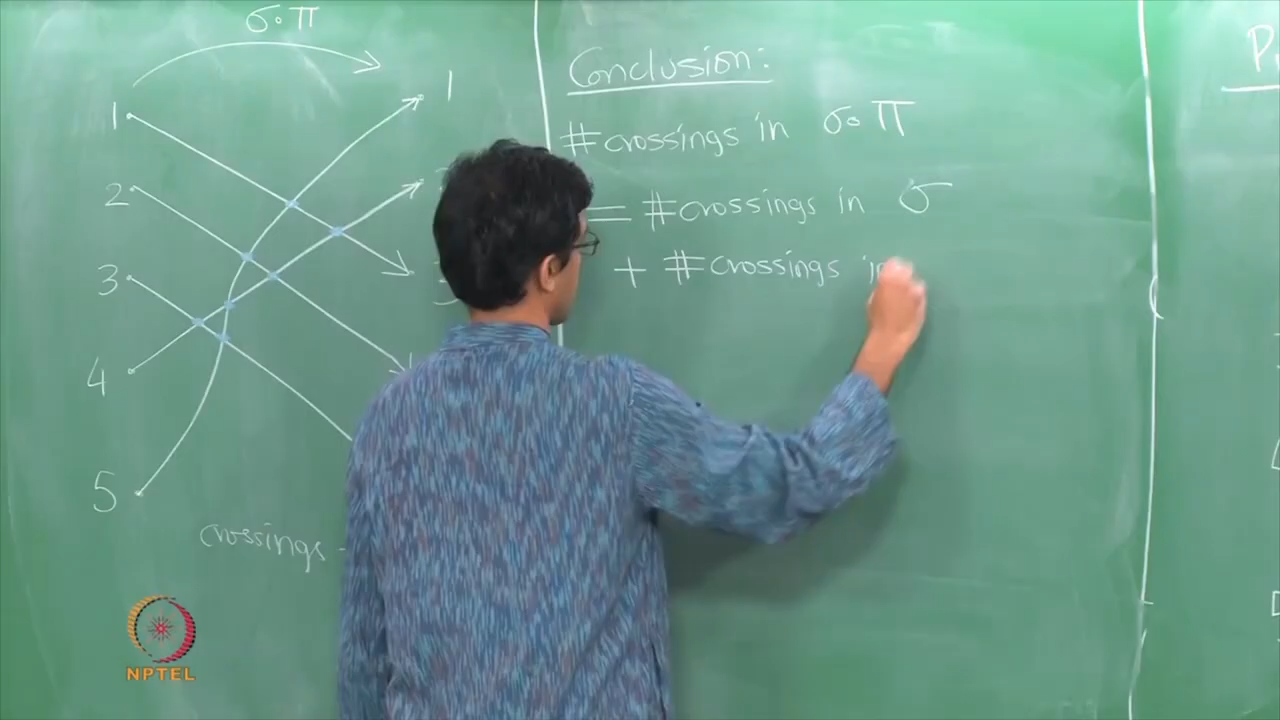 σ∘π
1
2
3
4
5
1
crossings
Conclusion:
#crossings in σ∘π
= #crossings in σ
+ #crossings in
P
NPTEL